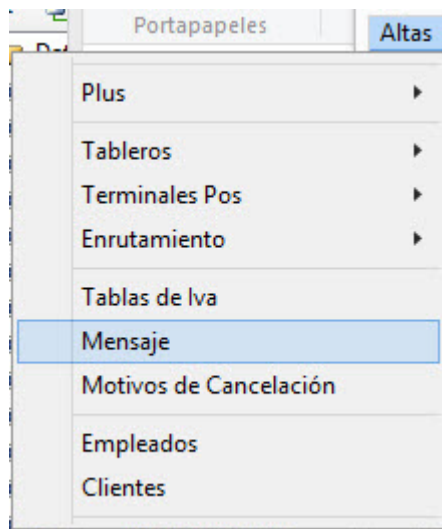 Portapapeles
Altas
Plus
Tableros
Terminales Pos
Enrutamiento
Tablas de Iva
Mensaje
Motivos de Cancelación
Empleados
Clientes